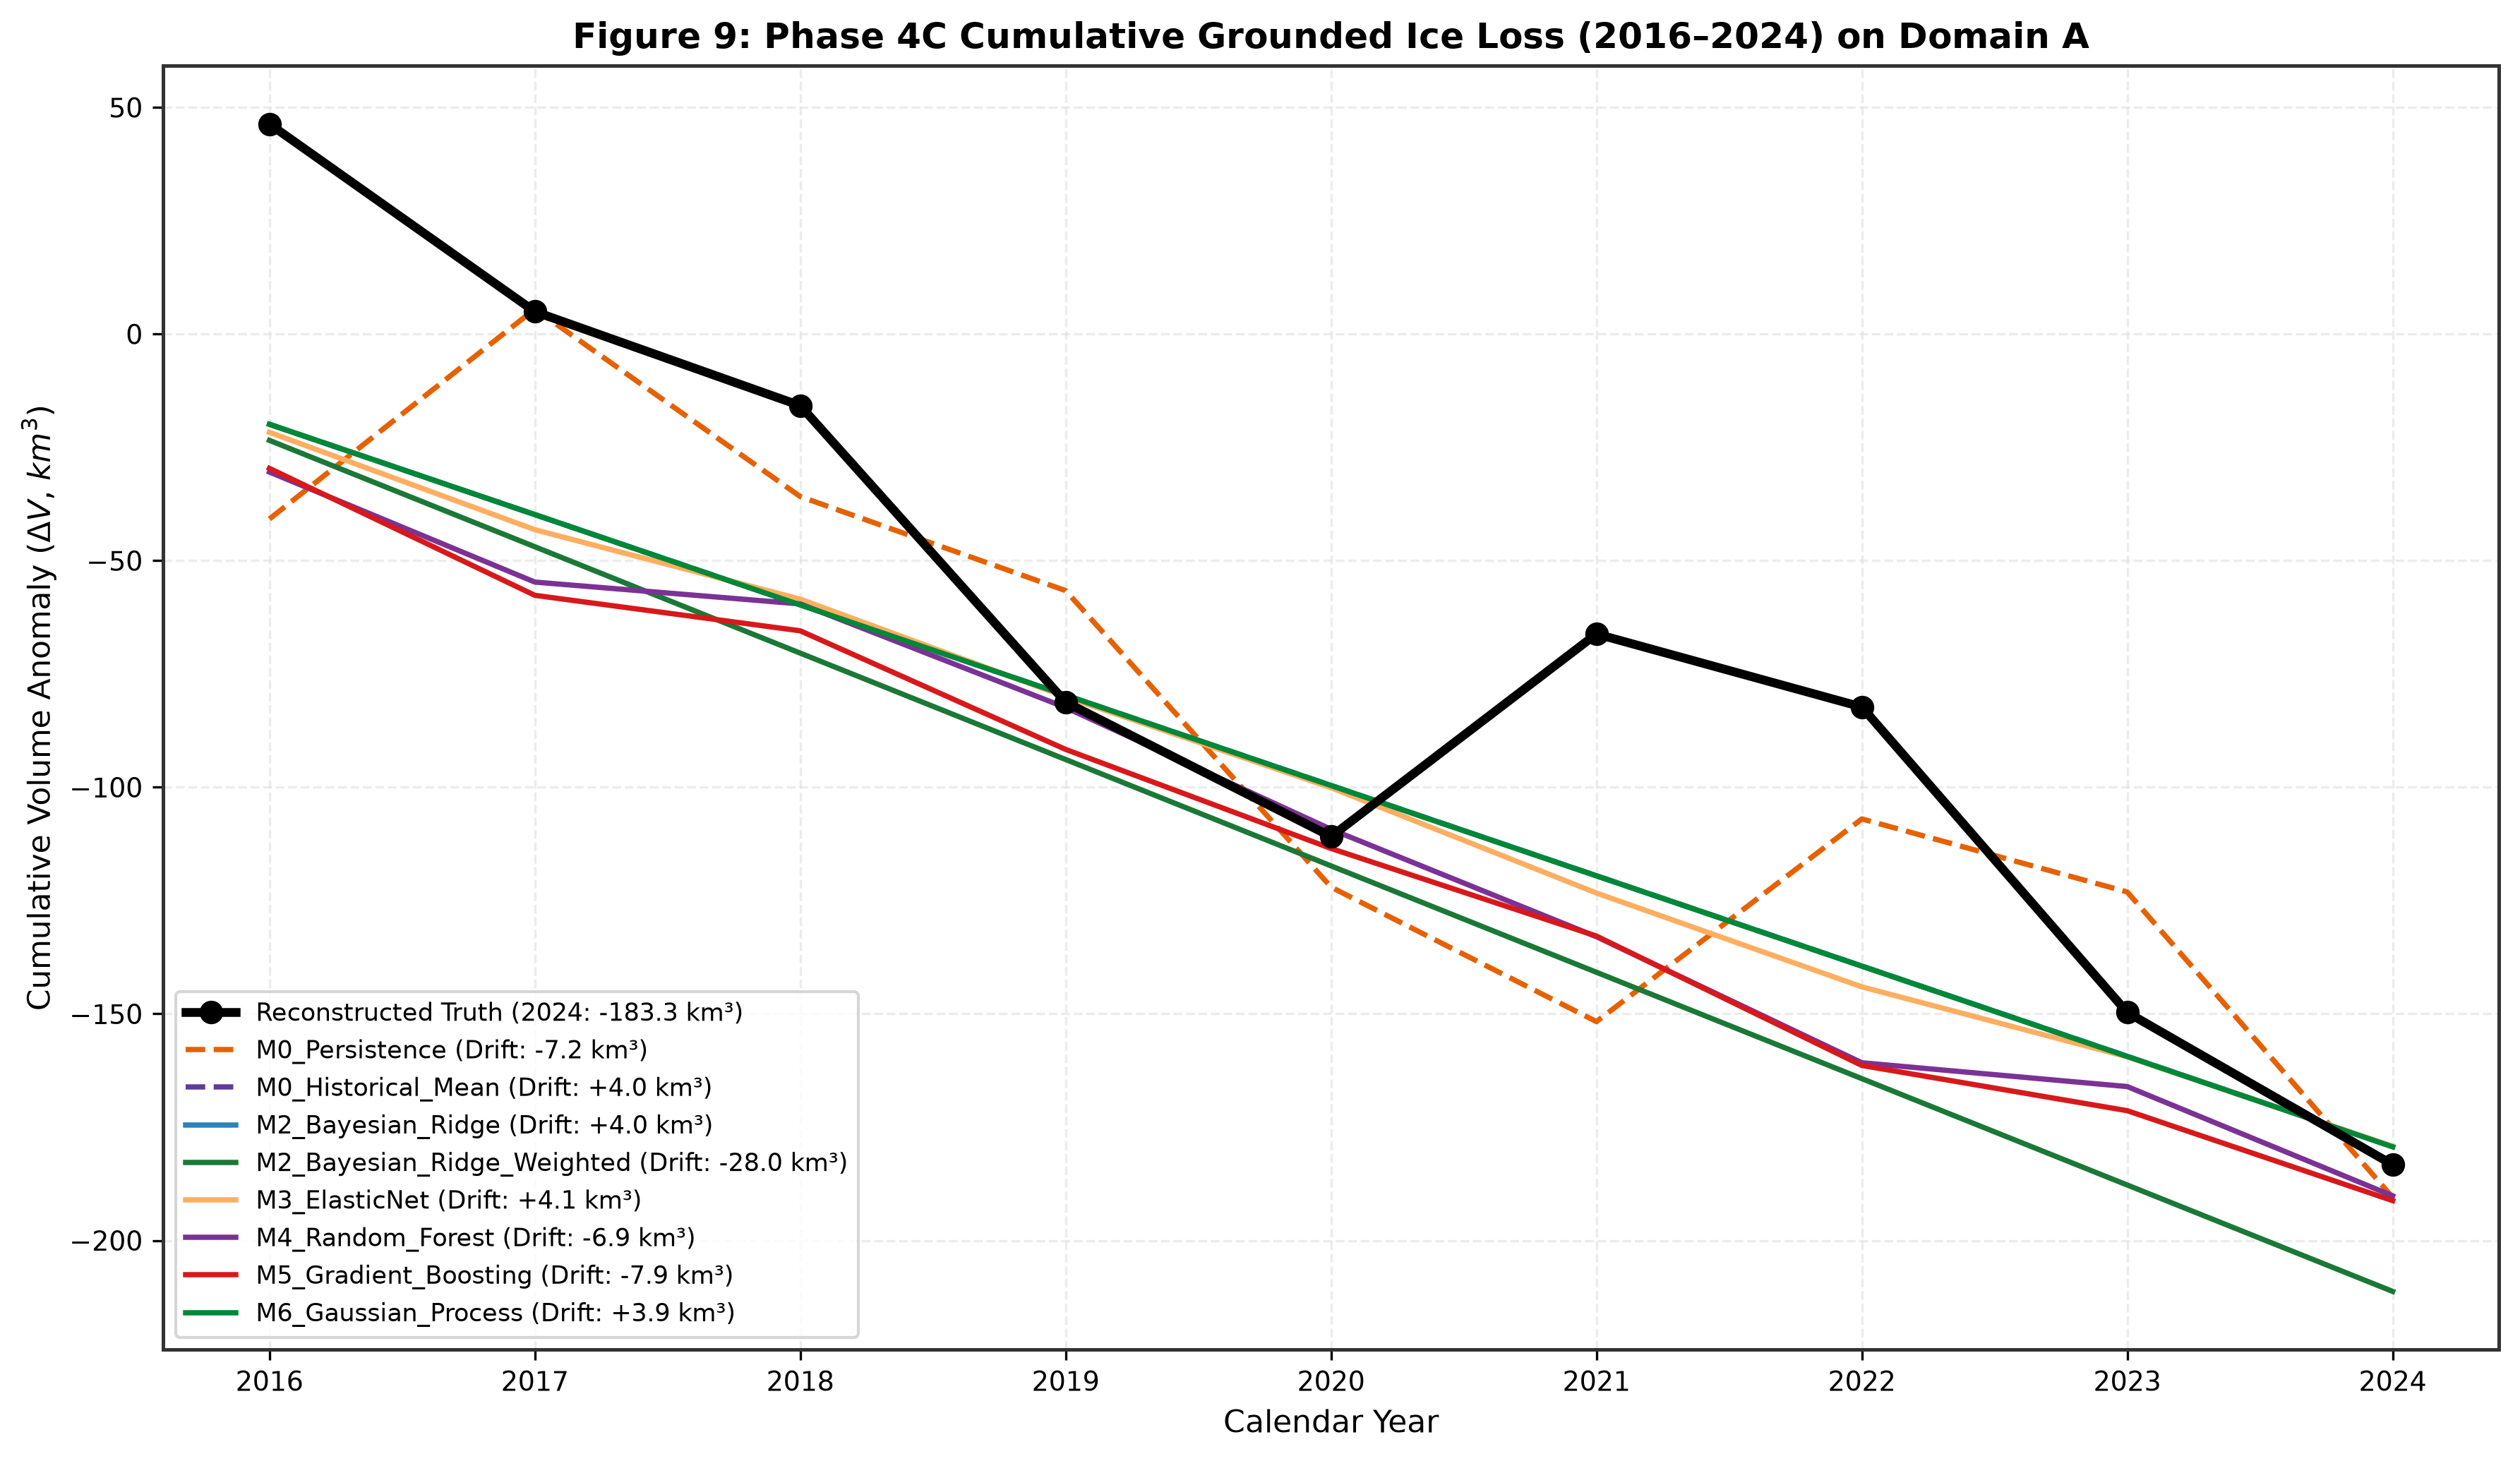 Figure 9: Phase 4C Cumulative Grounded Ice Loss (2016–2024) on Domain A
Cumulative Volume Anomaly (ΔV, km³)
50
0
−50
−100
−150
−200
Reconstructed Truth (2024: -183.3 km³)
M0_Persistence (Drift: -7.2 km³)
M0_Historical_Mean (Drift: +4.0 km³)
M2_Bayesian_Ridge (Drift: +4.0 km³)
M2_Bayesian_Ridge_Weighted (Drift: -28.0 km³)
M3_ElasticNet (Drift: +4.1 km³)
M4_Random_Forest (Drift: -6.9 km³)
M5_Gradient_Boosting (Drift: -7.9 km³)
M6_Gaussian_Process (Drift: +3.9 km³)
2016 2017 2018 2019 2020 2021 2022 2023 2024
Calendar Year